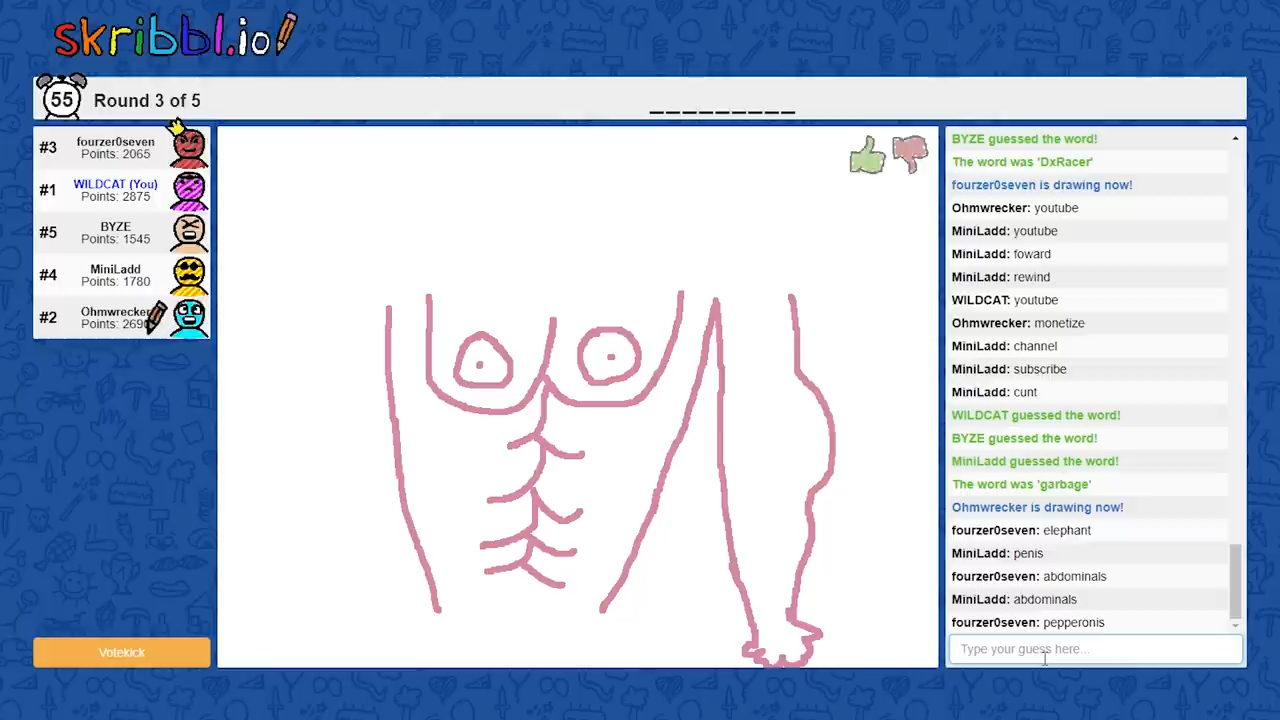 skribbl.io
55
Round 3 of 5
_________
#3 fourzer0seven
Points: 2065
#1 WILDCAT (You)
Points: 2875
#5 BYZE
Points: 1545
#4 MiniLadd
Points: 1780
#2 Ohmwrecker
Points: 2690
Votekick
BYZE guessed the word!
The word was 'DxRacer'
fourzer0seven is drawing now!
Ohmwrecker: youtube
MiniLadd: youtube
MiniLadd: foward
MiniLadd: rewind
WILDCAT: youtube
Ohmwrecker: monetize
MiniLadd: channel
MiniLadd: subscribe
MiniLadd: cunt
WILDCAT guessed the word!
BYZE guessed the word!
MiniLadd guessed the word!
The word was 'garbage'
Ohmwrecker is drawing now!
fourzer0seven: elephant
MiniLadd: penis
fourzer0seven: abdominals
MiniLadd: abdominals
fourzer0seven: pepperonis
Type your guess here...